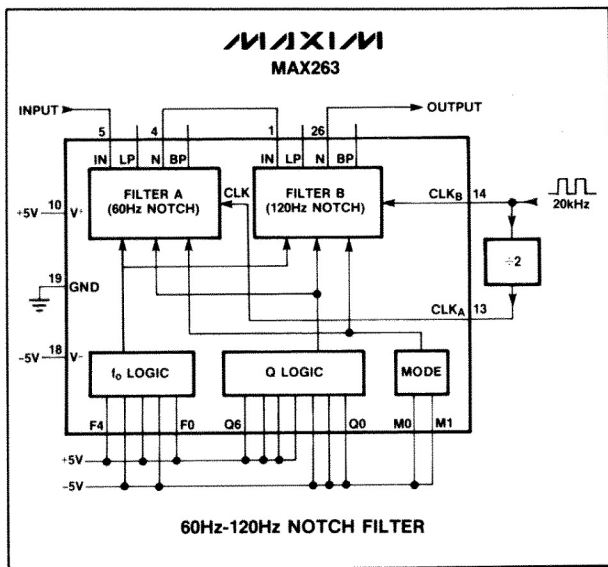 MAXIM
MAX263
INPUT
OUTPUT
5 4 1 26
IN LP N BP IN LP N BP
FILTER A
(60Hz NOTCH)
CLK
FILTER B
(120Hz NOTCH)
CLKB 14
20kHz
+5V 10 V+
÷2
19 GND
CLKA 13
-5V 18 V-
f₀ LOGIC
Q LOGIC
MODE
F4 F0 Q6 Q0 M0 M1
+5V
-5V
60Hz-120Hz NOTCH FILTER